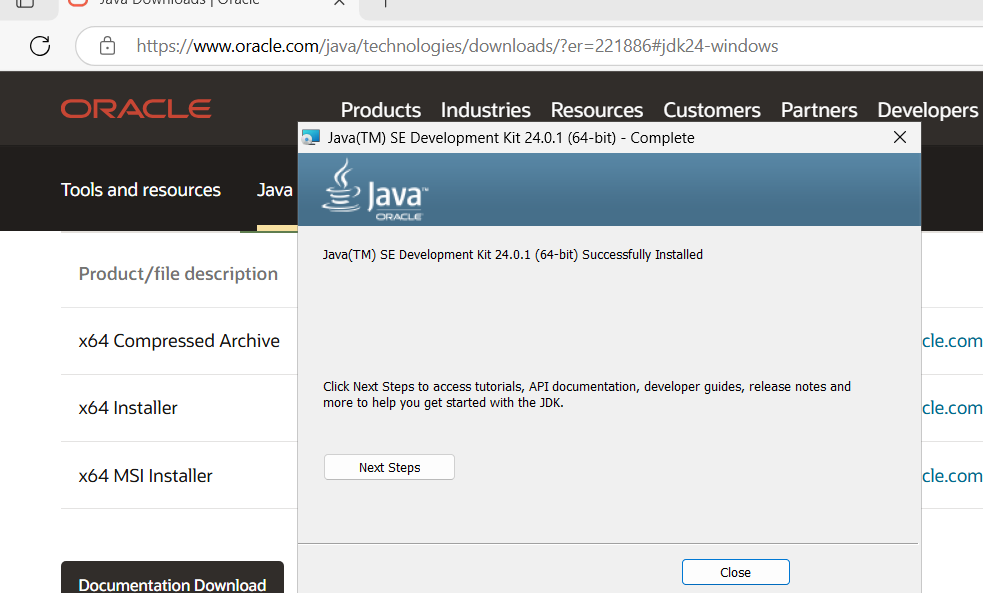 Java Downloads | Oracle
https://www.oracle.com/java/technologies/downloads/?er=221886#jdk24-windows
ORACLE
Products Industries Resources Customers Partners Developers
Java(TM) SE Development Kit 24.0.1 (64-bit) - Complete
Java™
ORACLE
Tools and resources Java
Java(TM) SE Development Kit 24.0.1 (64-bit) Successfully Installed
Product/file description
x64 Compressed Archive
cle.com
Click Next Steps to access tutorials, API documentation, developer guides, release notes and
more to help you get started with the JDK.
x64 Installer
cle.com
Next Steps
x64 MSI Installer
cle.com
Close
Documentation Download